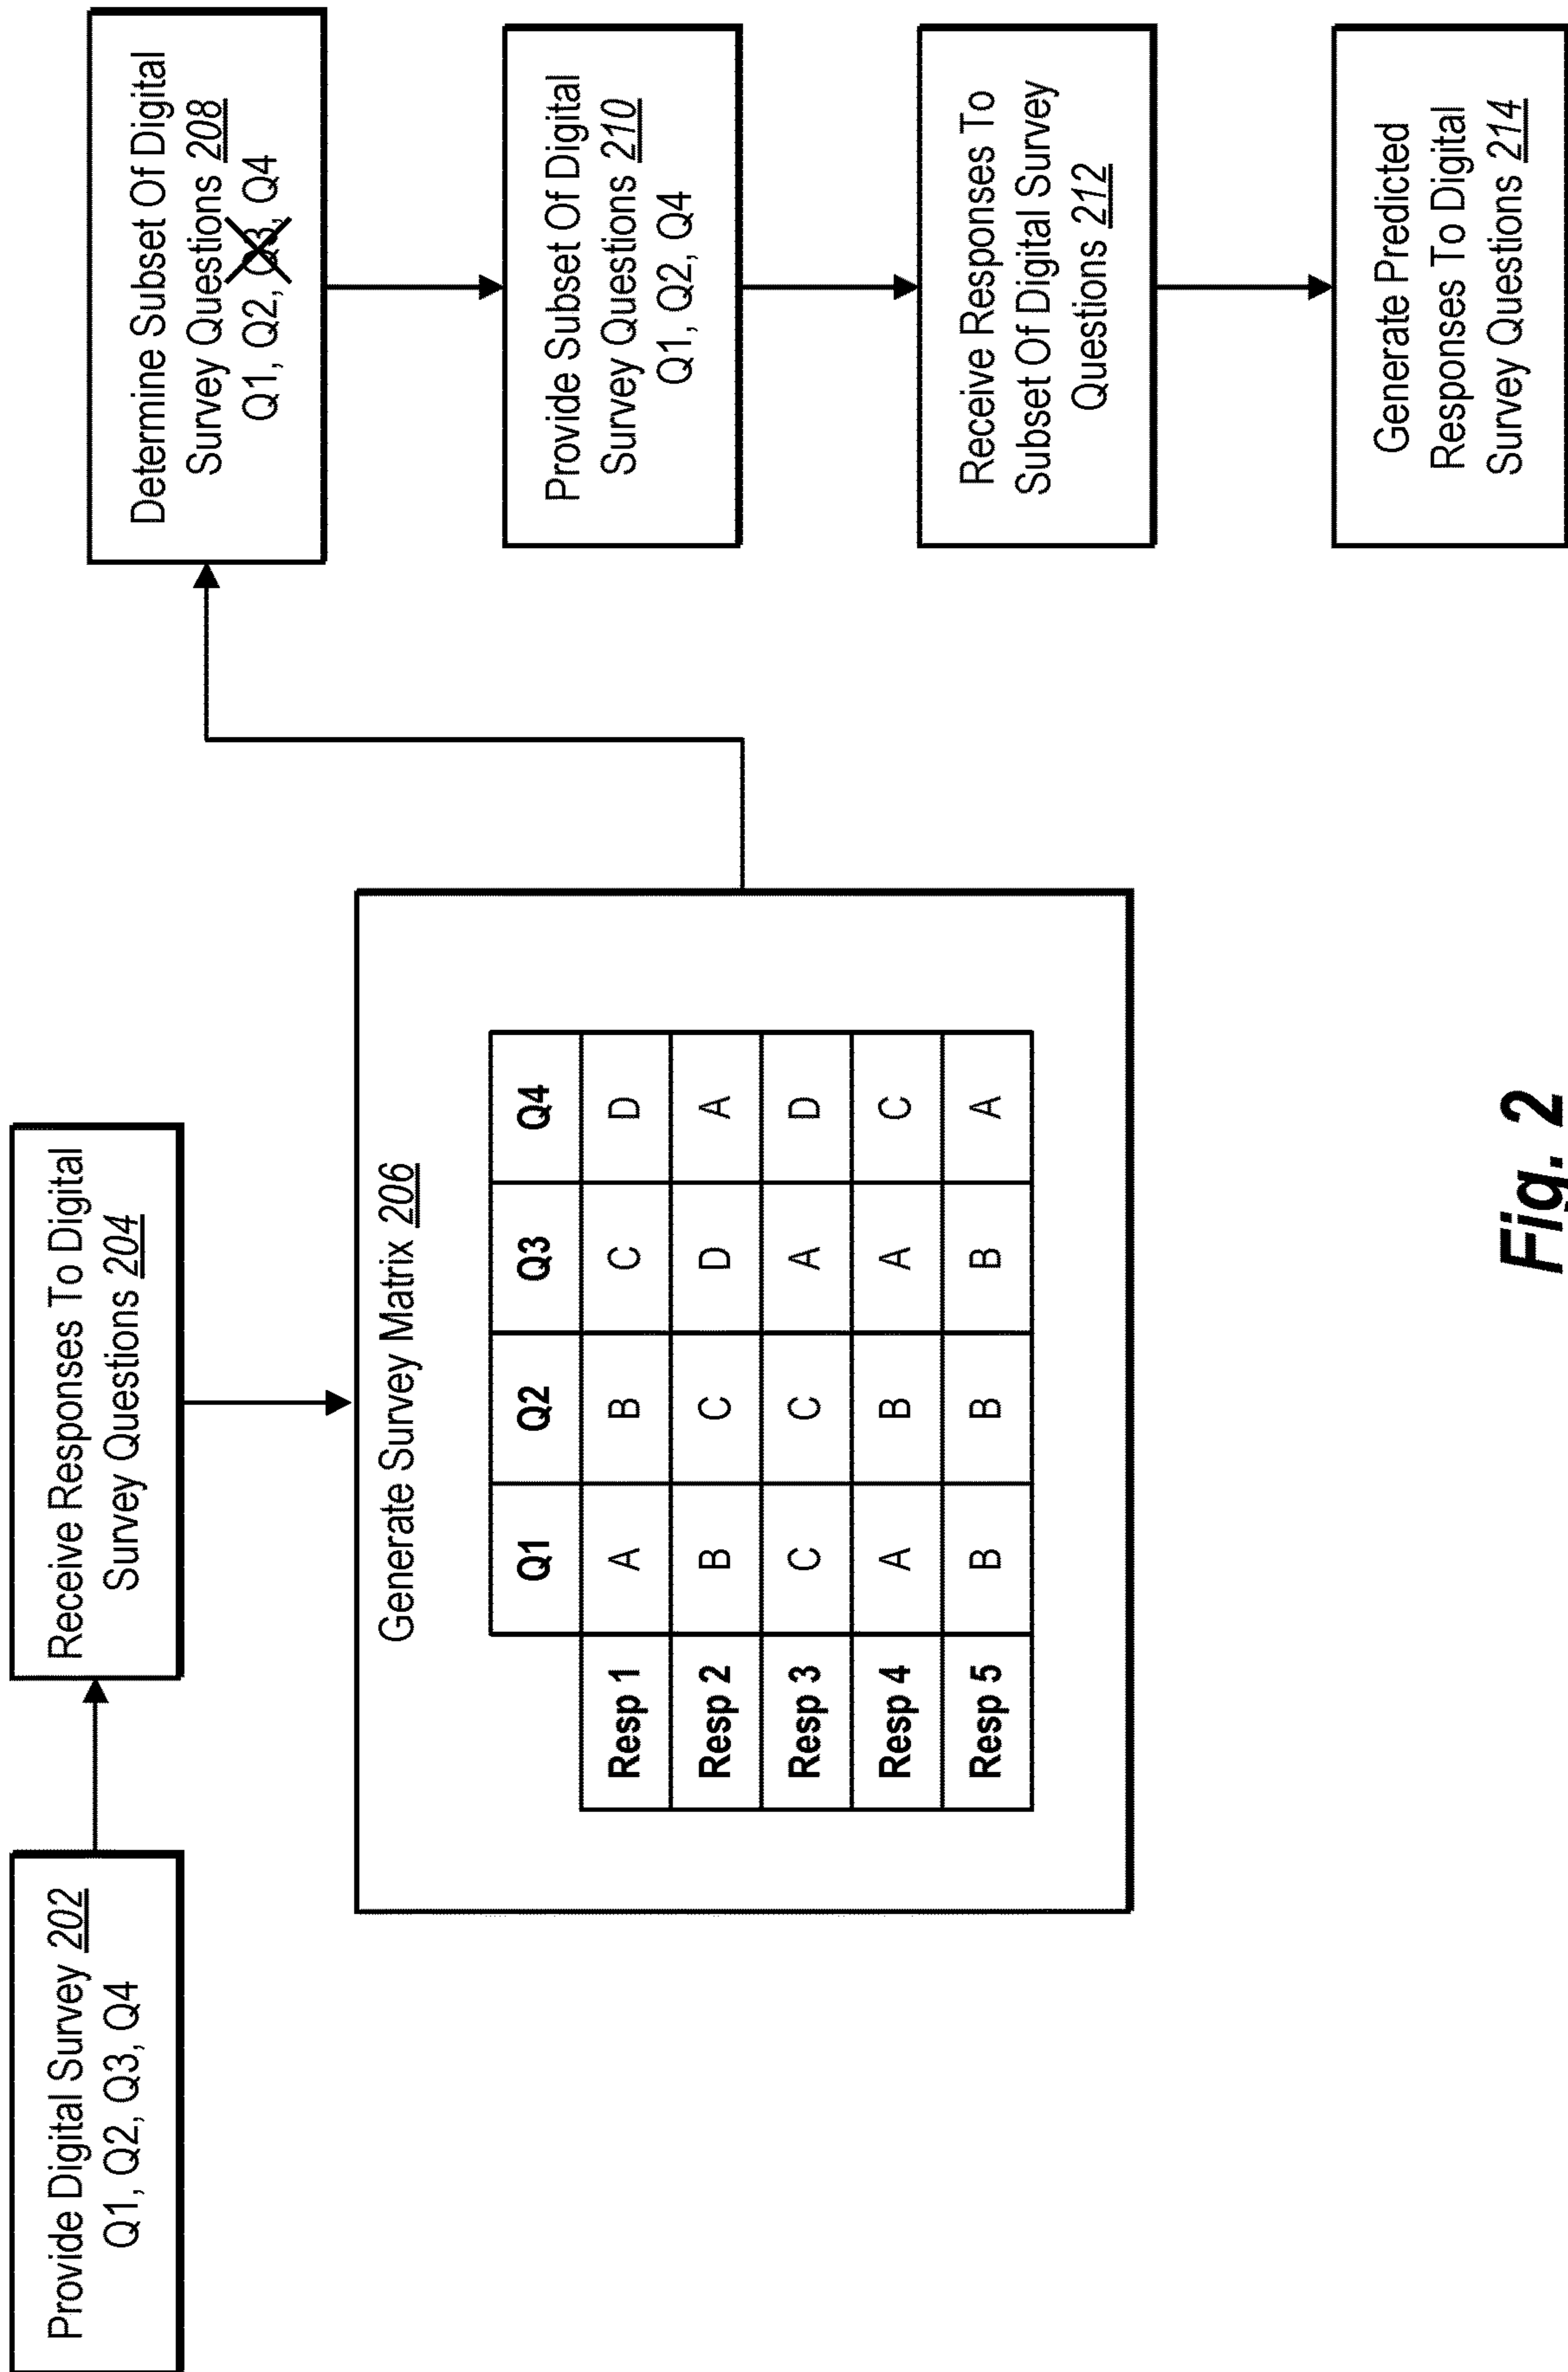 Provide Digital Survey 202
Q1, Q2, Q3, Q4
Receive Responses To Digital
Survey Questions 204
Generate Survey Matrix 206
Q1 Q2 Q3 Q4
Resp 1 A B C D
Resp 2 B C D A
Resp 3 C C A D
Resp 4 A B A C
Resp 5 B B B A
Determine Subset Of Digital
Survey Questions 208
Q1, Q2, Q3, Q4
Provide Subset Of Digital
Survey Questions 210
Q1, Q2, Q4
Receive Responses To
Subset Of Digital Survey
Questions 212
Generate Predicted
Responses To Digital
Survey Questions 214
Fig. 2